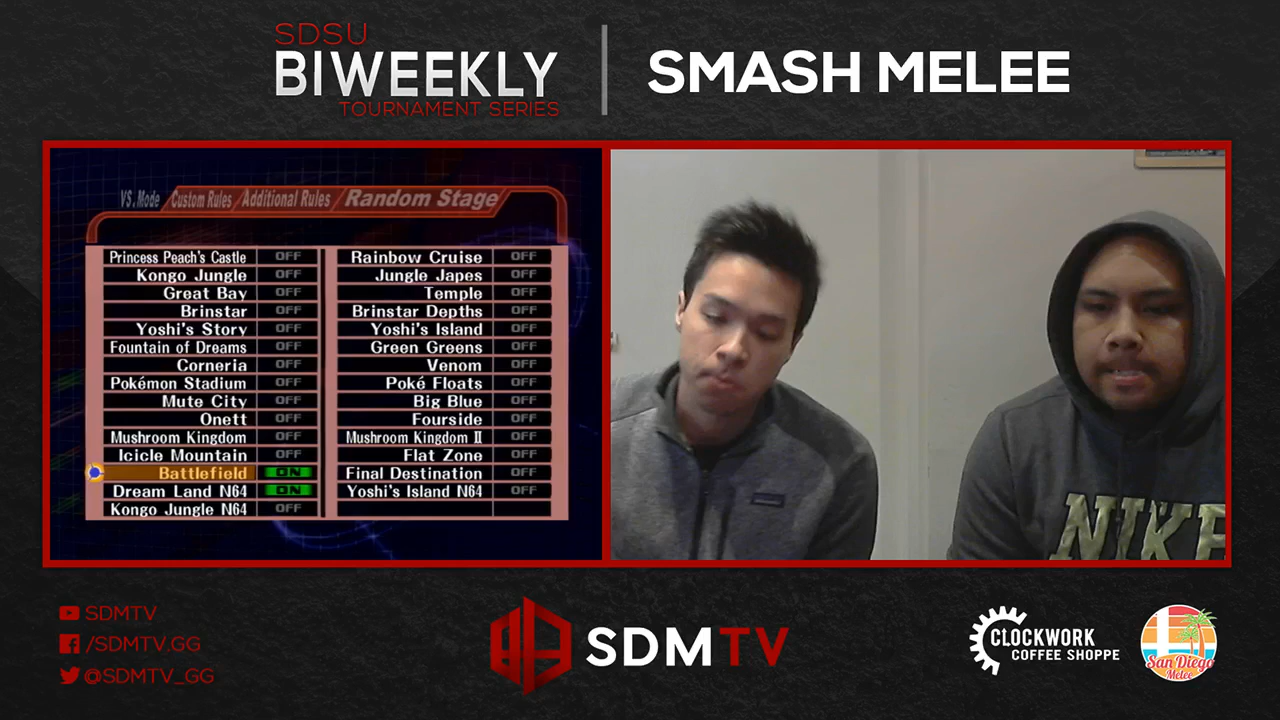 SDSU
BIWEEKLY
TOURNAMENT SERIES
SMASH MELEE
VS. Mode Custom Rules Additional Rules Random Stage
Princess Peach's Castle OFF Rainbow Cruise OFF
Kongo Jungle OFF Jungle Japes OFF
Great Bay OFF Temple OFF
Brinstar OFF Brinstar Depths OFF
Yoshi's Story OFF Yoshi's Island OFF
Fountain of Dreams OFF Green Greens OFF
Corneria OFF Venom OFF
Pokémon Stadium OFF Poké Floats OFF
Mute City OFF Big Blue OFF
Onett OFF Fourside OFF
Mushroom Kingdom OFF Mushroom Kingdom II OFF
Icicle Mountain OFF Flat Zone OFF
Battlefield ON Final Destination OFF
Dream Land N64 ON Yoshi's Island N64 OFF
Kongo Jungle N64 OFF
NIKE
SDMTV
/SDMTV.GG
@SDMTV_GG
SDMTV
CLOCKWORK
COFFEE SHOPPE
San Diego
Melee